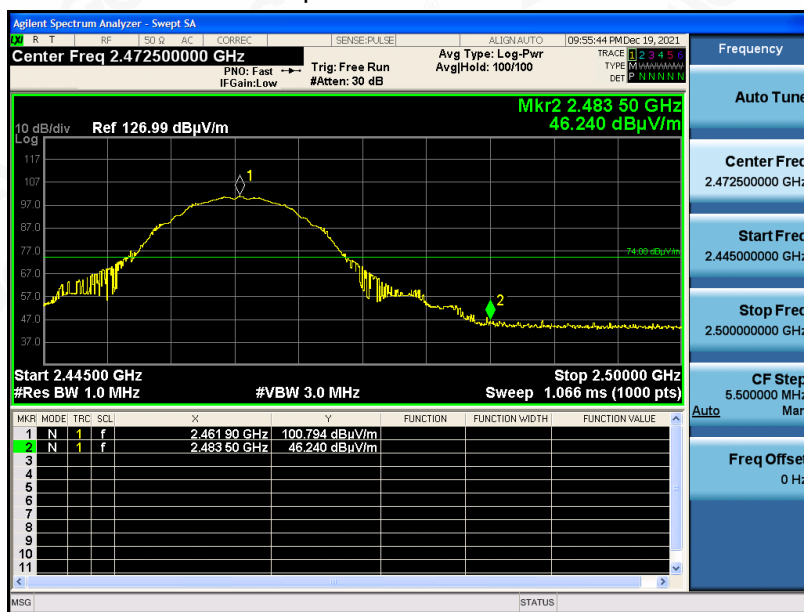 Agilent Spectrum Analyzer - Swept SA
LXI R T RF 50 Ω AC CORREC SENSE:PULSE ALIGN AUTO 09:55:44 PM Dec 19, 2021
Center Freq 2.472500000 GHz
PNO: Fast
IFGain:Low
Trig: Free Run
#Atten: 30 dB
Avg Type: Log-Pwr
Avg|Hold: 100/100
TRACE 1 2 3 4 5 6
TYPE M WWWWW
DET P N N N N N
Mkr2 2.483 50 GHz
46.240 dBµV/m
10 dB/div
Log
Ref 126.99 dBµV/m
117
107
97.0
87.0
77.0
67.0
57.0
47.0
37.0
1
74.00 dBµV/m
2
Start 2.44500 GHz
Stop 2.50000 GHz
#Res BW 1.0 MHz
#VBW 3.0 MHz
Sweep 1.066 ms (1000 pts)
MKR MODE TRC SCL X Y FUNCTION FUNCTION WIDTH FUNCTION VALUE
1 N 1 f 2.461 90 GHz 100.794 dBµV/m
2 N 1 f 2.483 50 GHz 46.240 dBµV/m
3
4
5
6
7
8
9
10
11
MSG
STATUS
Frequency
Auto Tune
Center Freq
2.472500000 GHz
Start Freq
2.445000000 GHz
Stop Freq
2.500000000 GHz
CF Step
5.500000 MHz
Auto Man
Freq Offset
0 Hz